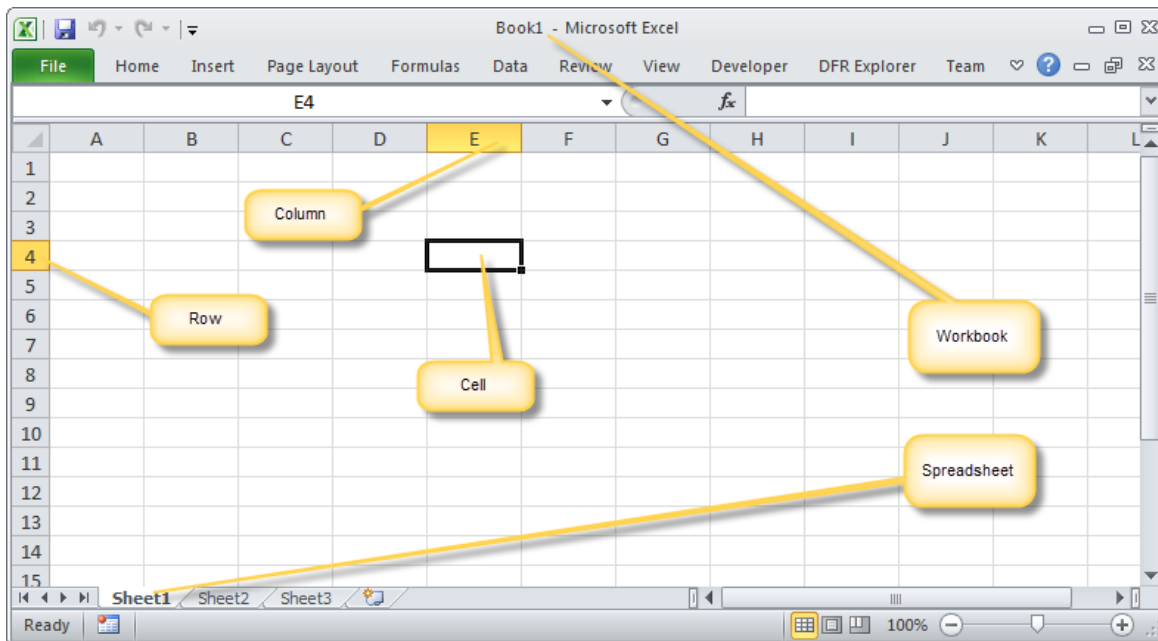 Book1 - Microsoft Excel
File Home Insert Page Layout Formulas Data Review View Developer DFR Explorer Team
E4 fx
A B C D E F G H I J K L
1
2
Column
3
4
5
6 Row
7 Workbook
8 Cell
9
10
11 Spreadsheet
12
13
14
15
Sheet1 Sheet2 Sheet3
Ready 100%